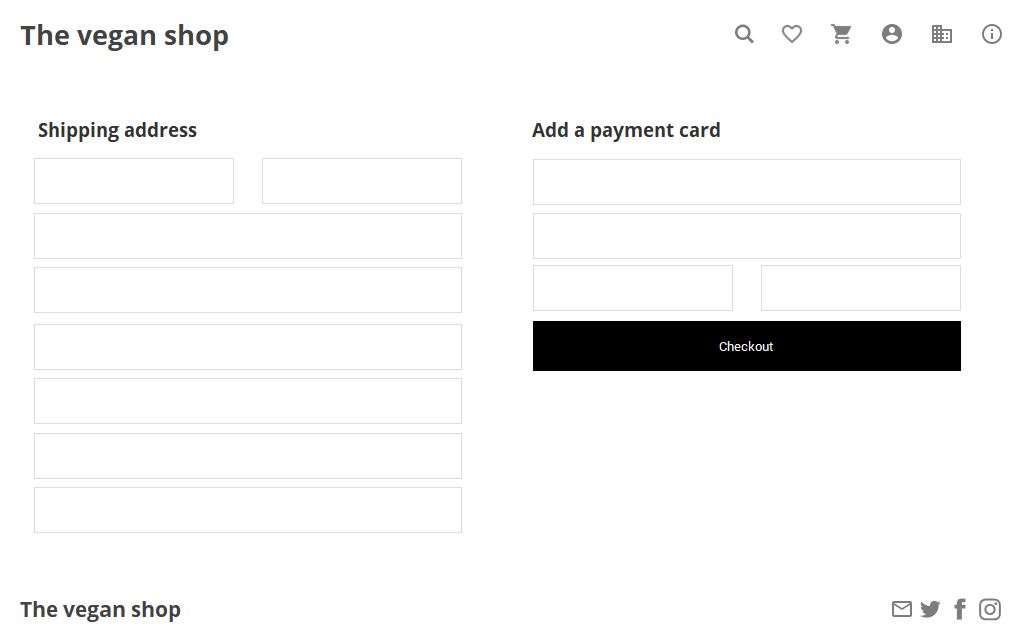 The vegan shop
Shipping address
Add a payment card
Checkout
The vegan shop